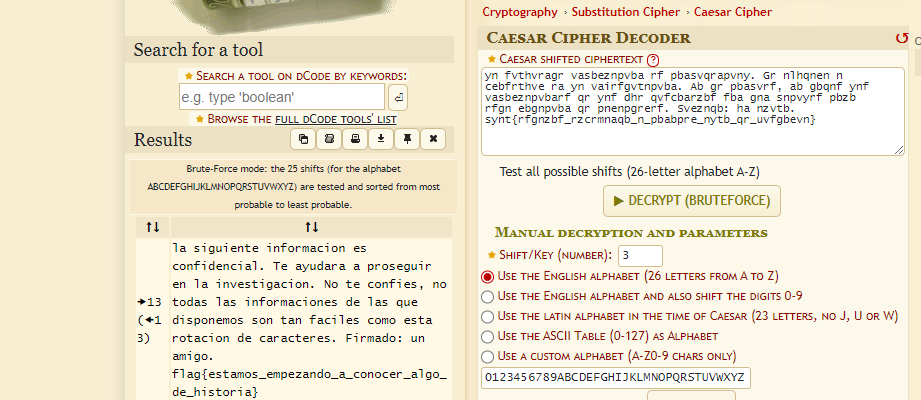 Search for a tool
★ SEARCH A TOOL ON DCODE BY KEYWORDS:
e.g. type 'boolean'
★ BROWSE THE FULL DCODE TOOLS' LIST
Results
Brute-Force mode: the 25 shifts (for the alphabet
ABCDEFGHIJKLMNOPQRSTUVWXYZ) are tested and sorted from most
probable to least probable.
↑↓ ↑↓
➔13 (🡰13)
la siguiente informacion es
confidencial. Te ayudara a proseguir
en la investigacion. No te confies, no
todas las informaciones de las que
disponemos son tan faciles como esta
rotacion de caracteres. Firmado: un
amigo.
flag{estamos_empezando_a_conocer_algo_
de_historia}
Cryptography › Substitution Cipher › Caesar Cipher
CAESAR CIPHER DECODER
★ CAESAR SHIFTED CIPHERTEXT ?
yn fvthvragr vasbeznpvba rf pbasvqrapvny. Gr nlhqnen n
cebfrthve ra yn vairfgvtnpvba. Ab gr pbasvrf, ab gbqnf ynf
vasbeznpvbarf qr ynf dhr qvfcbarzbf fba gna snpvyrf pbzb
rfgn ebgnpvba qr pnenpgrerf. Sveznqb: ha nzvtb.
synt{rfgnzbf_rzcrmnaqb_n_pbabpre_nytb_qr_uvfgbevn}
Test all possible shifts (26-letter alphabet A-Z)
▶ DECRYPT (BRUTEFORCE)
MANUAL DECRYPTION AND PARAMETERS
★ SHIFT/KEY (NUMBER): 3
USE THE ENGLISH ALPHABET (26 LETTERS FROM A TO Z)
USE THE ENGLISH ALPHABET AND ALSO SHIFT THE DIGITS 0-9
USE THE LATIN ALPHABET IN THE TIME OF CAESAR (23 LETTERS, NO J, U OR W)
USE THE ASCII TABLE (0-127) AS ALPHABET
USE A CUSTOM ALPHABET (A-Z0-9 CHARS ONLY)
0123456789ABCDEFGHIJKLMNOPQRSTUVWXYZ